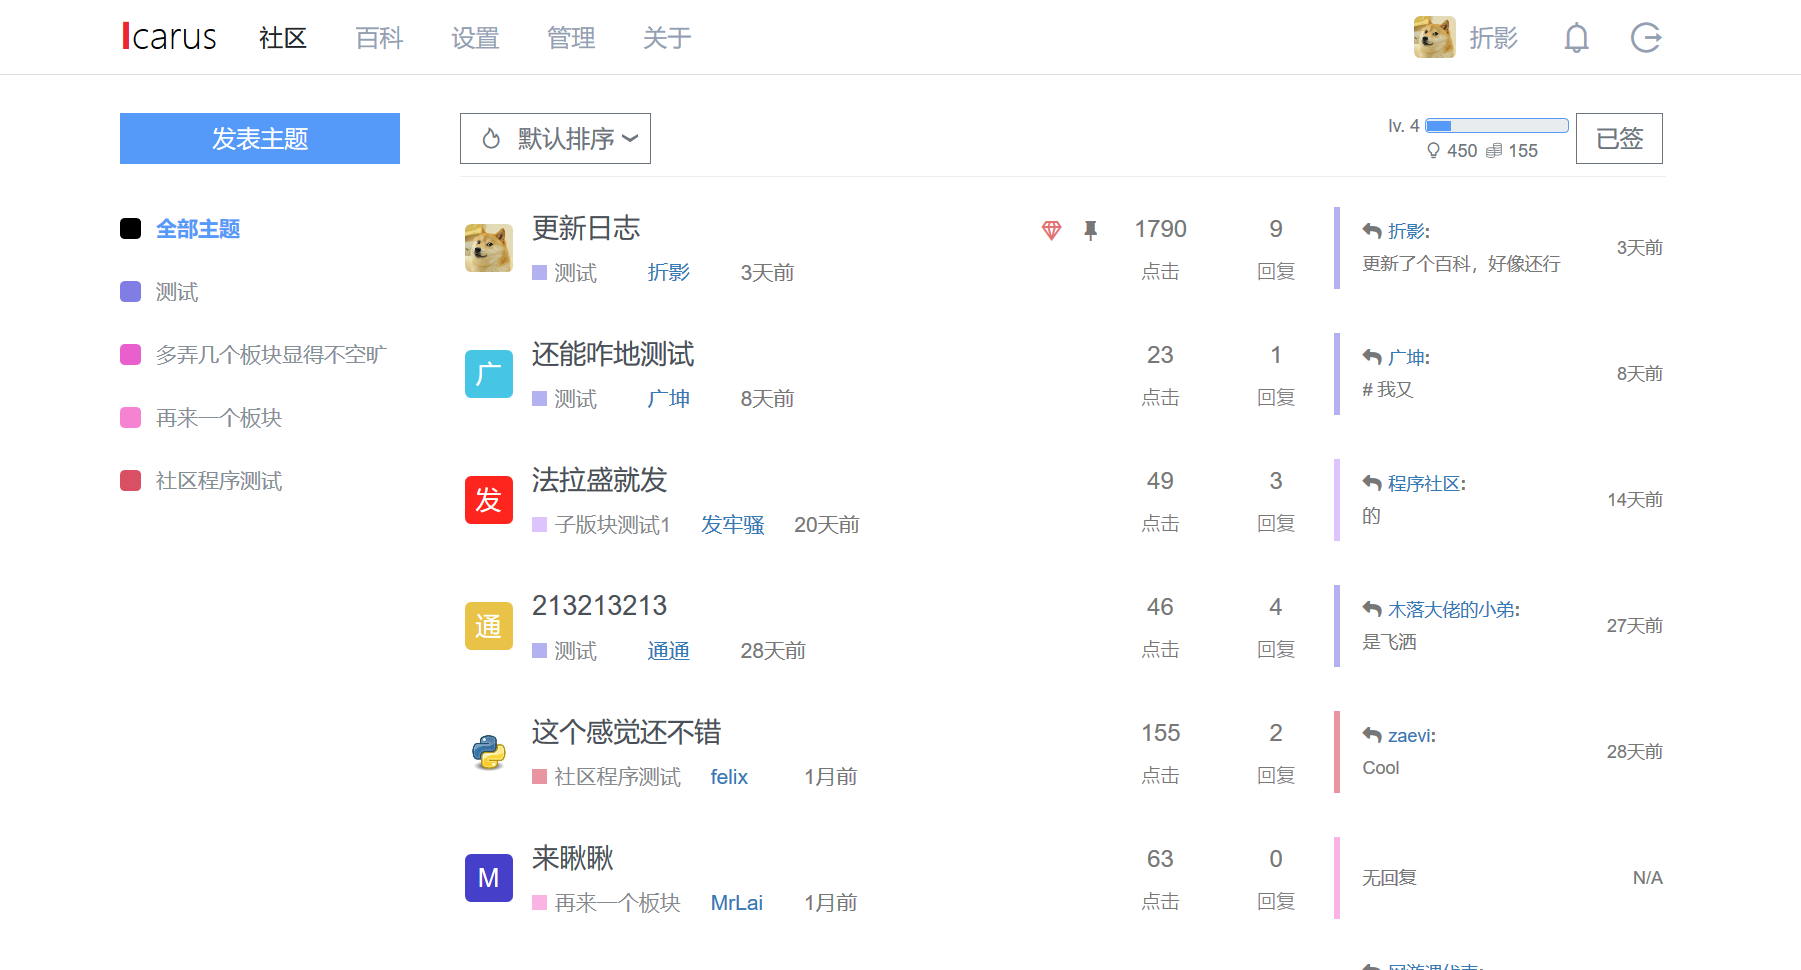 Icarus 社区 百科 设置 管理 关于 折影
发表主题
默认排序
lv. 4
450 155
已签
全部主题
测试
多弄几个板块显得不空旷
再来一个板块
社区程序测试
更新日志 1790 9 折影:
测试 折影 3天前 点击 回复 更新了个百科，好像还行 3天前
广 还能咋地测试 23 1 广坤:
测试 广坤 8天前 点击 回复 # 我又 8天前
发 法拉盛就发 49 3 程序社区:
子版块测试1 发牢骚 20天前 点击 回复 的 14天前
通 213213213 46 4 木落大佬的小弟:
测试 通通 28天前 点击 回复 是飞洒 27天前
这个感觉还不错 155 2 zaevi:
社区程序测试 felix 1月前 点击 回复 Cool 28天前
M 来瞅瞅 63 0 无回复 N/A
再来一个板块 MrLai 1月前 点击 回复